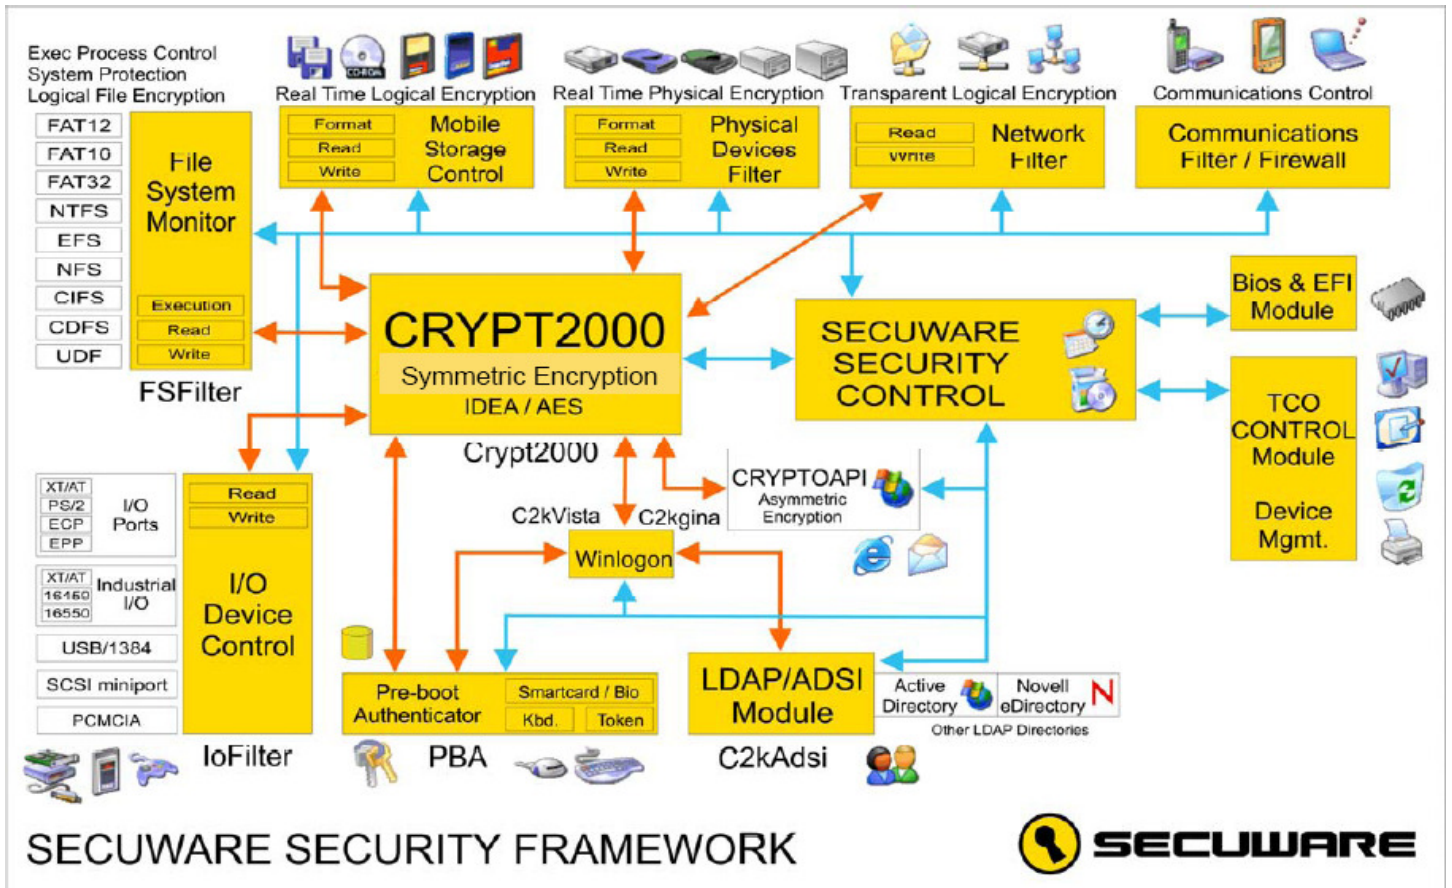 Exec Process Control
System Protection
Logical File Encryption
FAT12
FAT10
FAT32
NTFS
EFS
NFS
CIFS
CDFS
UDF
File
System
Monitor
Execution
Read
Write
FSFilter
CD-ROM
Real Time Logical Encryption
Format
Read
Write
Mobile
Storage
Control
Real Time Physical Encryption
Format
Read
Write
Physical
Devices
Filter
Transparent Logical Encryption
Read
Write
Network
Filter
Communications Control
Communications
Filter / Firewall
CRYPT2000
Symmetric Encryption
IDEA / AES
Crypt2000
SECUWARE
SECURITY
CONTROL
Bios & EFI
Module
TCO
CONTROL
Module
Device
Mgmt.
CRYPTOAPI
Asymmetric
Encryption
C2kVista
C2kgina
Winlogon
XT/AT
PS/2
ECP
EPP
I/O
Ports
XT/AT
16450
16550
Industrial
I/O
USB/1384
SCSI miniport
PCMCIA
Read
Write
I/O
Device
Control
IoFilter
Pre-boot
Authenticator
Smartcard / Bio
Kbd.
Token
PBA
LDAP/ADSI
Module
C2kAdsi
Active
Directory
Novell
eDirectory
N
Other LDAP Directories
SECUWARE SECURITY FRAMEWORK
SECUWARE